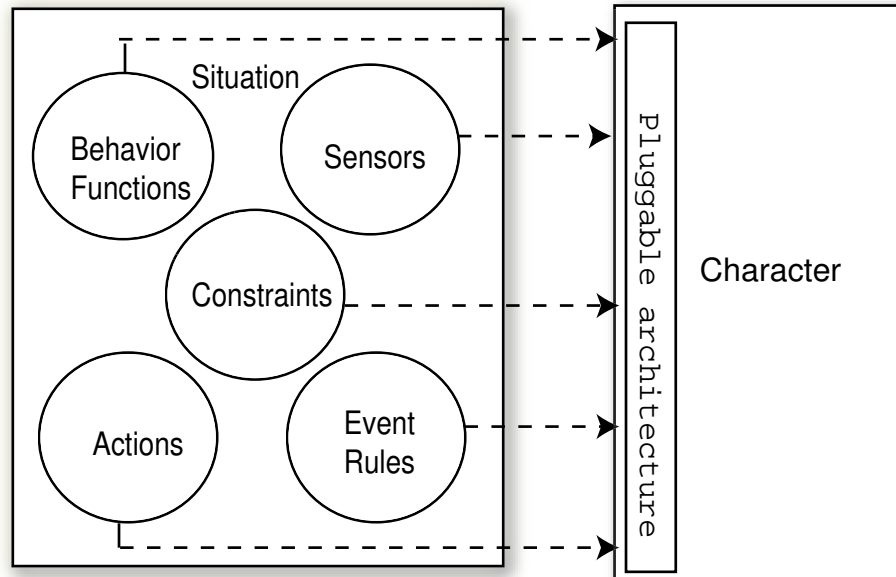 Situation
Behavior
Functions
Sensors
Constraints
Actions
Event
Rules
Pluggable architecture
Character